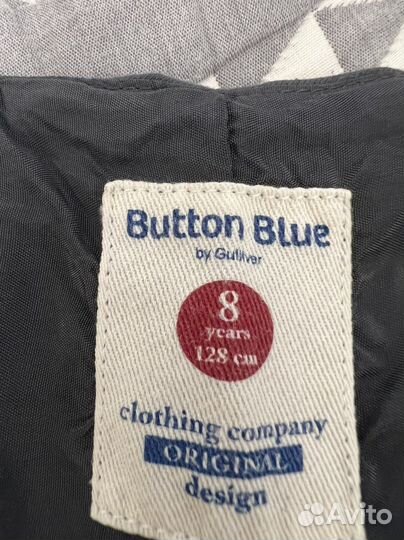 Button Blue
by Gulliver
8
years
128 cm
clothing company
ORIGINAL
design
Avito